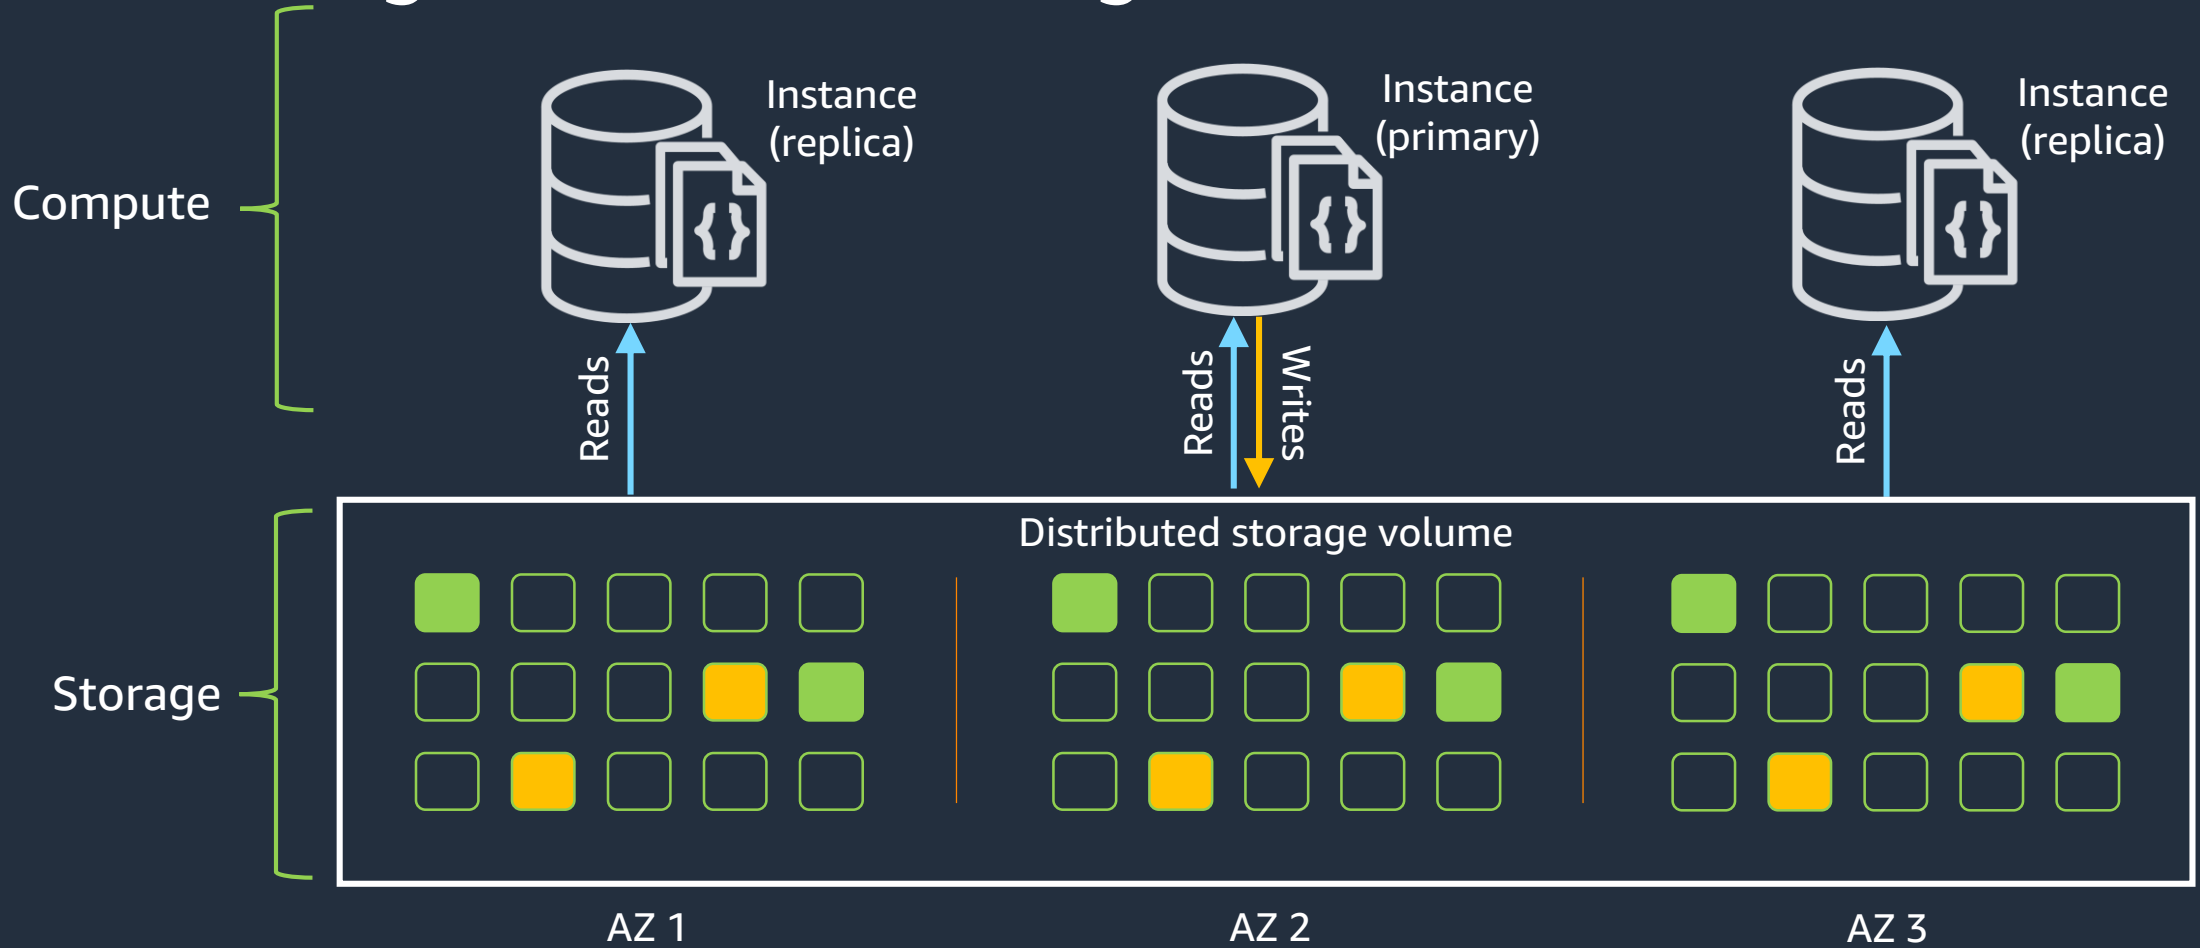 Instance
(replica)
Instance
(primary)
Instance
(replica)
Compute
{}
{}
{}
Reads
Reads
Writes
Reads
Distributed storage volume
Storage
AZ 1
AZ 2
AZ 3